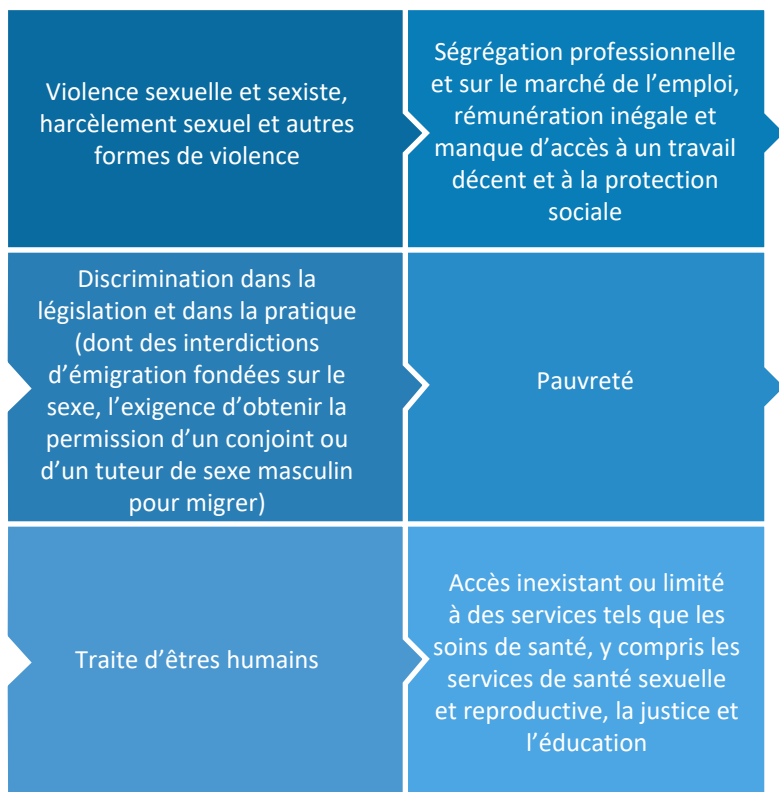 Violence sexuelle et sexiste,
harcèlement sexuel et autres
formes de violence
Ségrégation professionnelle
et sur le marché de l’emploi,
rémunération inégale et
manque d’accès à un travail
décent et à la protection
sociale
Discrimination dans la
législation et dans la pratique
(dont des interdictions
d’émigration fondées sur le
sexe, l’exigence d’obtenir la
permission d’un conjoint ou
d’un tuteur de sexe masculin
pour migrer)
Pauvreté
Traite d’êtres humains
Accès inexistant ou limité
à des services tels que les
soins de santé, y compris les
services de santé sexuelle
et reproductive, la justice et
l’éducation